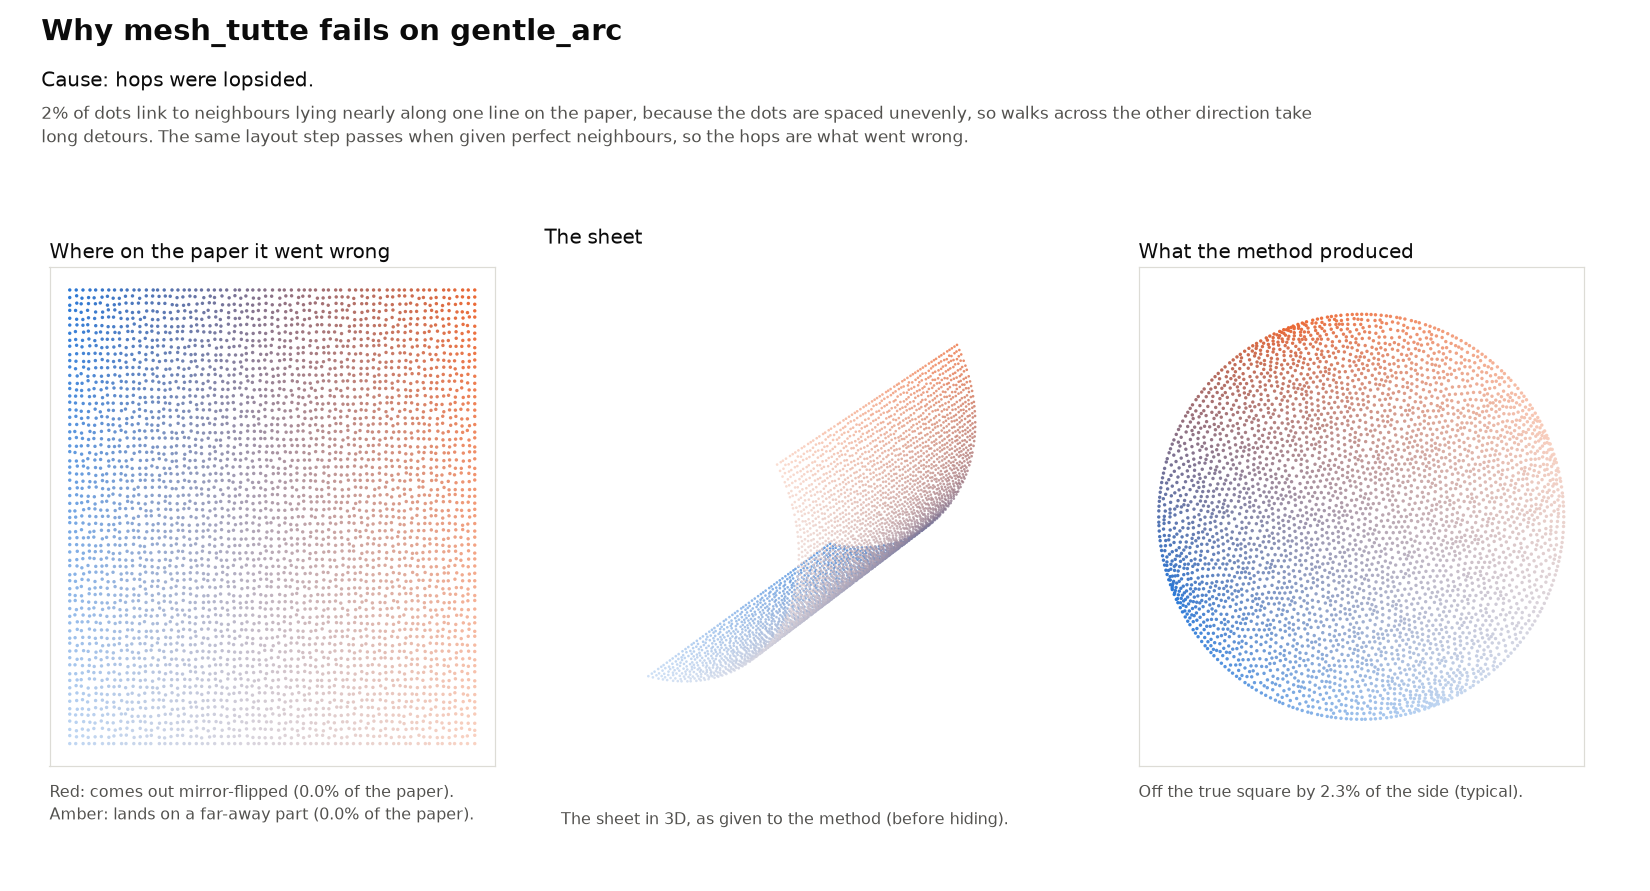 Why mesh_tutte fails on gentle_arc
Cause: hops were lopsided.
2% of dots link to neighbours lying nearly along one line on the paper, because the dots are spaced unevenly, so walks across the other direction take
long detours. The same layout step passes when given perfect neighbours, so the hops are what went wrong.
Where on the paper it went wrong
The sheet
What the method produced
Red: comes out mirror-flipped (0.0% of the paper).
Amber: lands on a far-away part (0.0% of the paper).
The sheet in 3D, as given to the method (before hiding).
Off the true square by 2.3% of the side (typical).